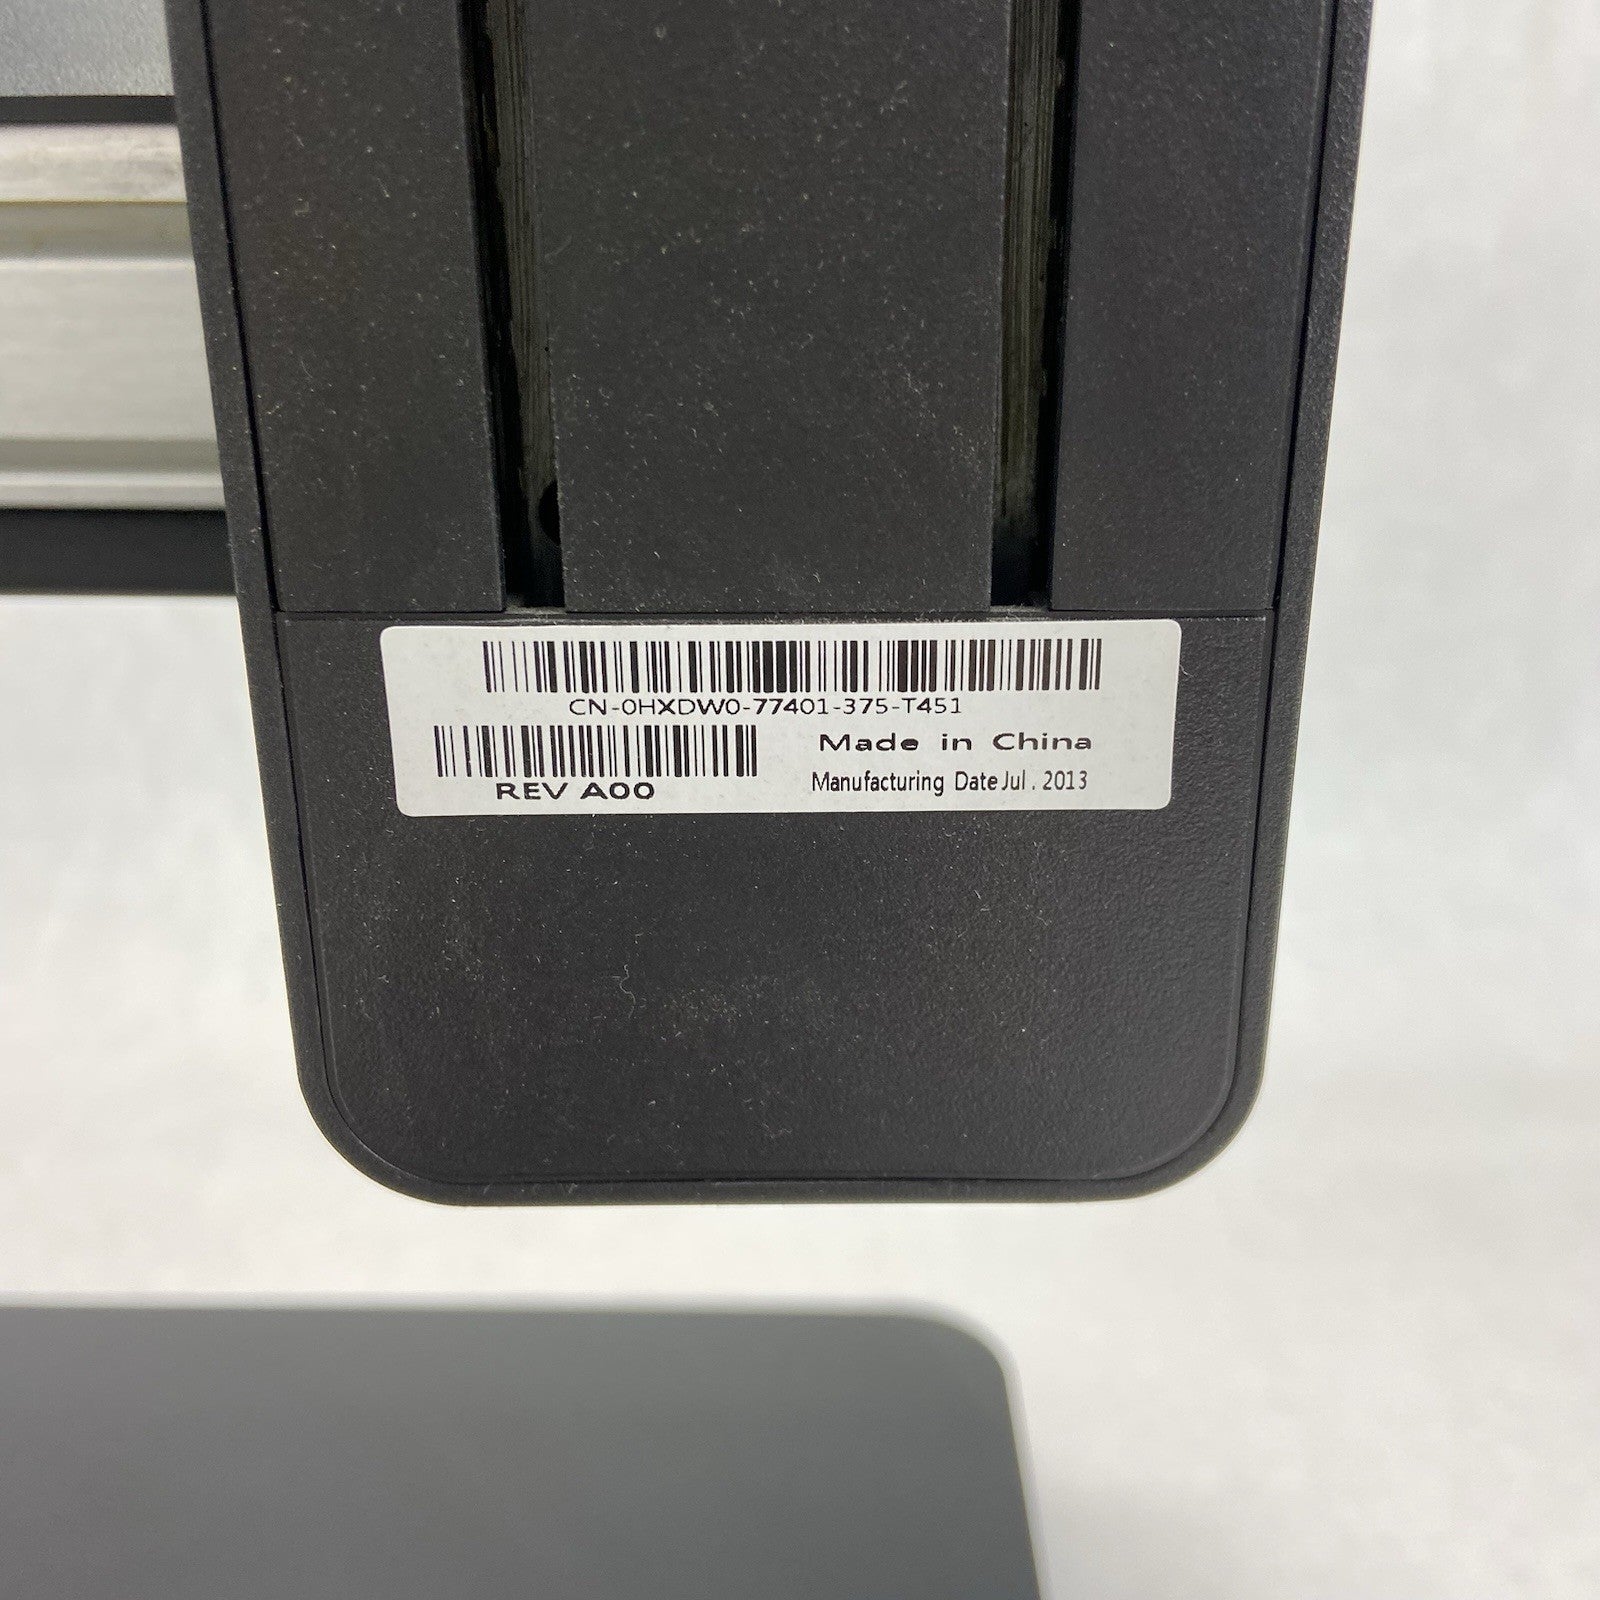 CN-0HXDW0-77401-375-T451
REV A00
Made in China
Manufacturing Date Jul . 2013